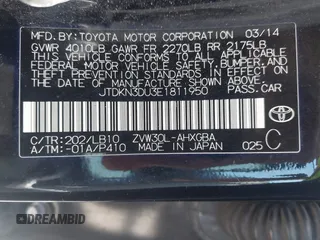 MFD. BY: TOYOTA MOTOR CORPORATION 03/14
GVWR 4010LB GAWR FR 2270LB RR 2175LB
THIS VEHICLE CONFORMS TO ALL APPLICABLE
FEDERAL MOTOR VEHICLE SAFETY, BUMPER,
AND THEFT PREVENTION STANDARDS IN EFFECT
ON THE DATE OF MANUFACTURE SHOWN ABOVE.
JTDKN3DU3E1811950 PASS. CAR
C/TR: 202/LB10 ZVW30L-AHXGBA
A/TM: -01A/P410 MADE IN JAPAN 025 C
DREAMBID